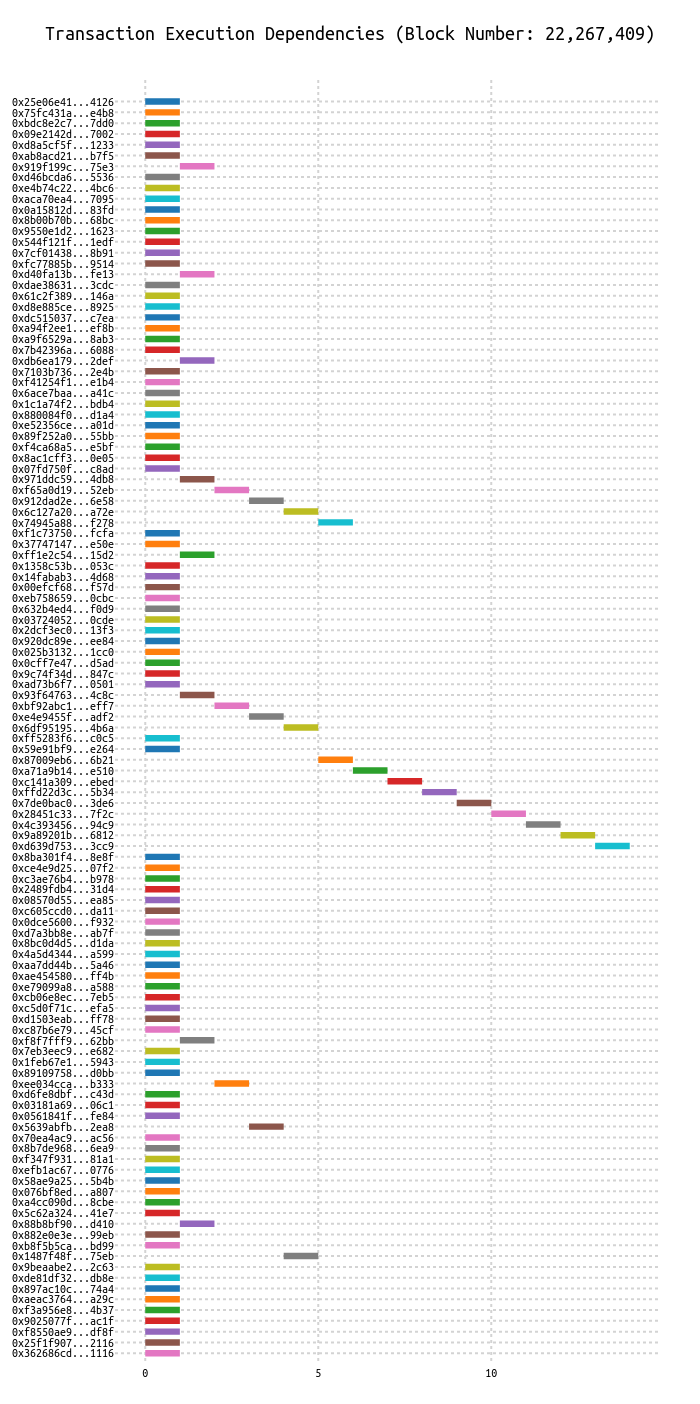 Transaction Execution Dependencies (Block Number: 22,267,409)
0x25e06e41...4126
0x75fc431a...e4b8
0xbdc8e2c7...7dd0
0x09e2142d...7002
0xd8a5cf5f...1233
0xab8acd21...b7f5
0x919f199c...75e3
0xd46bcda6...5536
0xe4b74c22...4bc6
0xaca70ea4...7095
0x0a15812d...83fd
0x8b00b70b...68bc
0x9550e1d2...1623
0x544f121f...1edf
0x7cf01438...8b91
0xfc77885b...9514
0xd40fa13b...fe13
0xdae38631...3cdc
0x61c2f389...146a
0xd8e885ce...8925
0xdc515037...c7ea
0xa94f2ee1...ef8b
0xa9f6529a...8ab3
0x7b42396a...6088
0xdb6ea179...2def
0x7103b736...2e4b
0xf41254f1...e1b4
0x6ace7baa...a41c
0x1c1a74f2...bdb4
0x880084f0...d1a4
0xe52356ce...a01d
0x89f252a0...55bb
0xf4ca68a5...e5bf
0x8ac1cff3...0e05
0x07fd750f...c8ad
0x971ddc59...4db8
0xf65a0d19...52eb
0x912dad2e...6e58
0x6c127a20...a72e
0x74945a88...f278
0xf1c73750...fcfa
0x37747147...e50e
0xff1e2c54...15d2
0x1358c53b...053c
0x14fabab3...4d68
0x00efcf68...f57d
0xeb758659...0cbc
0x632b4ed4...f0d9
0x03724052...0cde
0x2dcf3ec0...13f3
0x920dc89e...ee84
0x025b3132...1cc0
0x0cff7e47...d5ad
0x9c74f34d...847c
0xad73b6f7...0501
0x93f64763...4c8c
0xbf92abc1...eff7
0xe4e9455f...adf2
0x6df95195...4b6a
0xff5283f6...c0c5
0x59e91bf9...e264
0x87009eb6...6b21
0xa71a9b14...e510
0xc141a309...ebed
0xffd22d3c...5b34
0x7de0bac0...3de6
0x28451c33...7f2c
0x4c393456...94c9
0x9a89201b...6812
0xd639d753...3cc9
0x8ba301f4...8e8f
0xce4e9d25...07f2
0xc3ae76b4...b978
0x2489fdb4...31d4
0x08570d55...ea85
0xc605ccd0...da11
0x0dce5600...f932
0xd7a3bb8e...ab7f
0x8bc0d4d5...d1da
0x4a5d4344...a599
0xaa7dd44b...5a46
0xae454580...ff4b
0xe79099a8...a588
0xcb06e8ec...7eb5
0xc5d0f71c...efa5
0xd1503eab...ff78
0xc87b6e79...45cf
0xf8f7fff9...62bb
0x7eb3eec9...e682
0x1feb67e1...5943
0x89109758...d0bb
0xee034cca...b333
0xd6fe8dbf...c43d
0x03181a69...06c1
0x0561841f...fe84
0x5639abfb...2ea8
0x70ea4ac9...ac56
0x8b7de968...6ea9
0xf347f931...81a1
0xefb1ac67...0776
0x58ae9a25...5b4b
0x076bf8ed...a807
0xa4cc090d...8cbe
0x5c62a324...41e7
0x88b8bf90...d410
0x882e0e3e...99eb
0xb8f5b5ca...bd99
0x1487f48f...75eb
0x9beaabe2...2c63
0xde81df32...db8e
0x897ac10c...74a4
0xaeac3764...a29c
0xf3a956e8...4b37
0x9025077f...ac1f
0xf8550ae9...df8f
0x25f1f907...2116
0x362686cd...1116
0 5 10